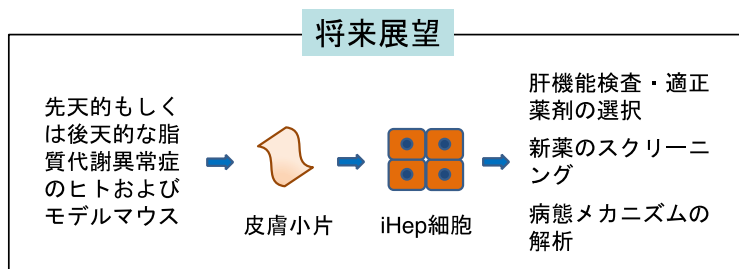 将来展望
先天的もしく
は後天的な脂
質代謝異常症
のヒトおよび
モデルマウス
皮膚小片
iHep細胞
肝機能検査・適正
薬剤の選択
新薬のスクリーニ
ング
病態メカニズムの
解析